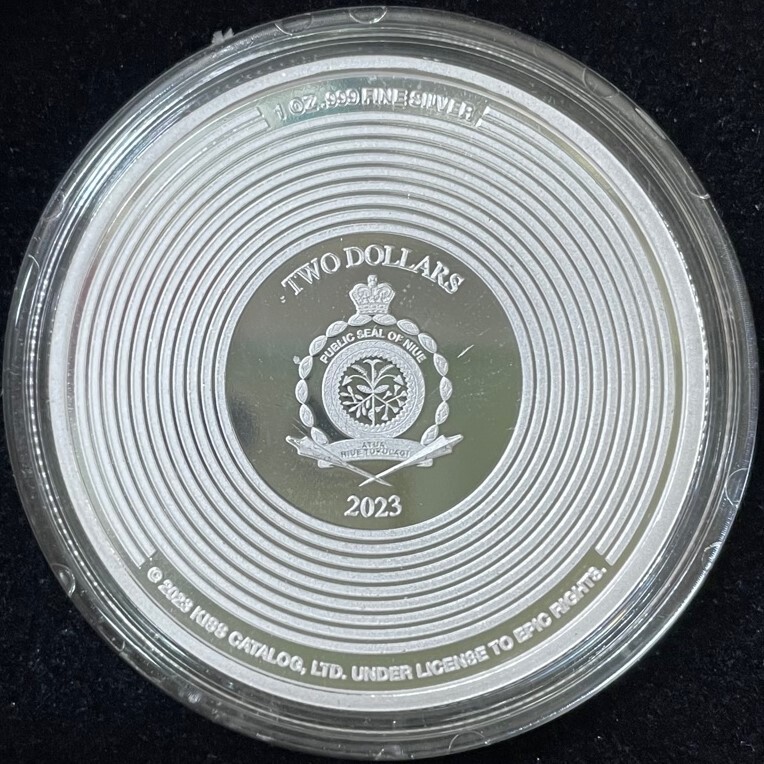 1 OZ .999 FINE SILVER
TWO DOLLARS
PUBLIC SEAL OF NIUE
ATUA
NIUE TUKULAGI
2023
© 2023 KISS CATALOG, LTD. UNDER LICENSE TO EPIC RIGHTS.